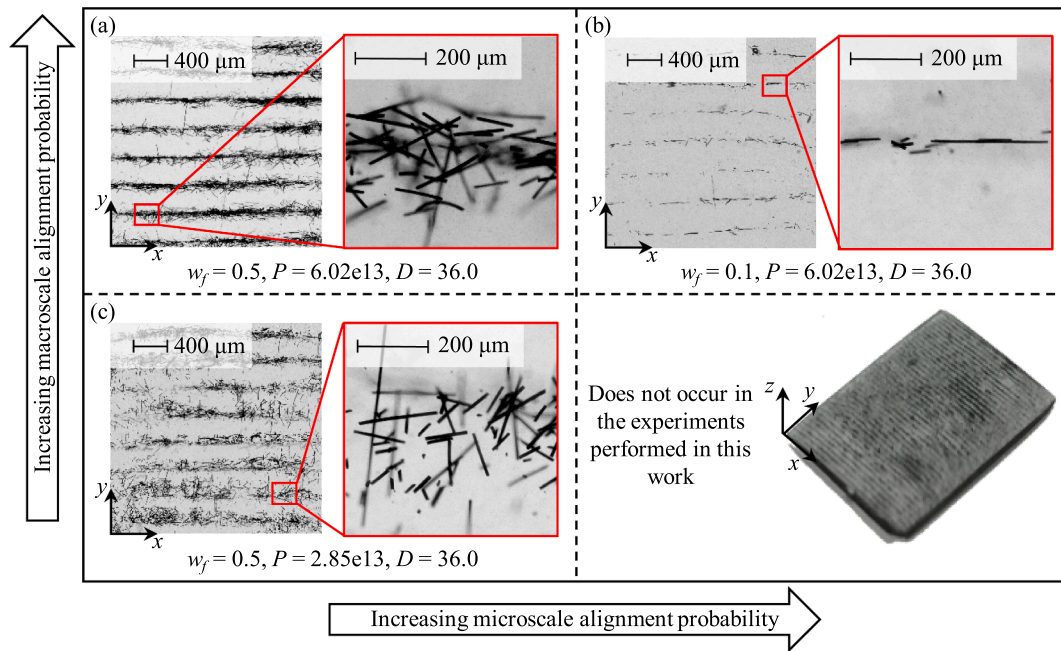 Increasing macroscale alignment probability
(a)
400 μm
200 μm
y
x
w_f = 0.5, P = 6.02e13, D = 36.0
(b)
400 μm
200 μm
y
x
w_f = 0.1, P = 6.02e13, D = 36.0
(c)
400 μm
200 μm
y
x
w_f = 0.5, P = 2.85e13, D = 36.0
Does not occur in
the experiments
performed in this
work
z
y
x
Increasing microscale alignment probability